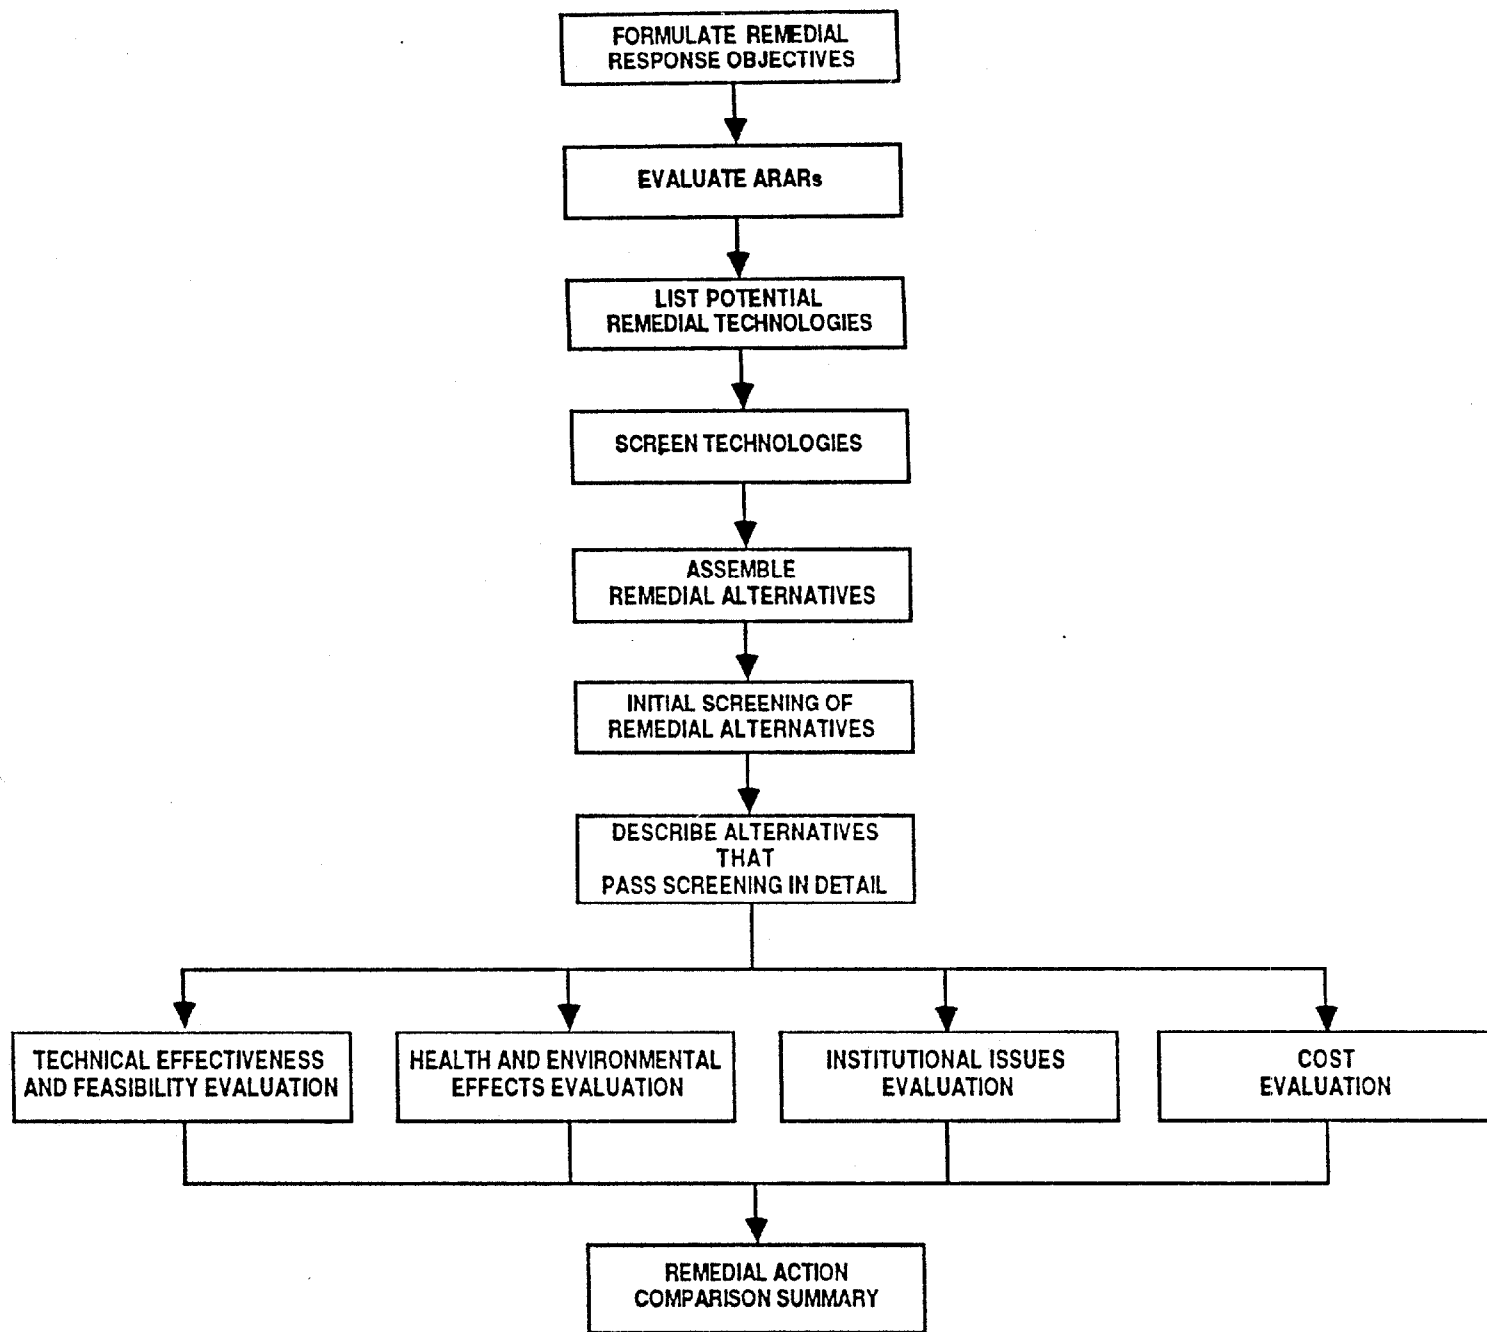 FORMULATE REMEDIAL
RESPONSE OBJECTIVES
EVALUATE ARARs
LIST POTENTIAL
REMEDIAL TECHNOLOGIES
SCREEN TECHNOLOGIES
ASSEMBLE
REMEDIAL ALTERNATIVES
INITIAL SCREENING OF
REMEDIAL ALTERNATIVES
DESCRIBE ALTERNATIVES
THAT
PASS SCREENING IN DETAIL
TECHNICAL EFFECTIVENESS
AND FEASIBILITY EVALUATION
HEALTH AND ENVIRONMENTAL
EFFECTS EVALUATION
INSTITUTIONAL ISSUES
EVALUATION
COST
EVALUATION
REMEDIAL ACTION
COMPARISON SUMMARY